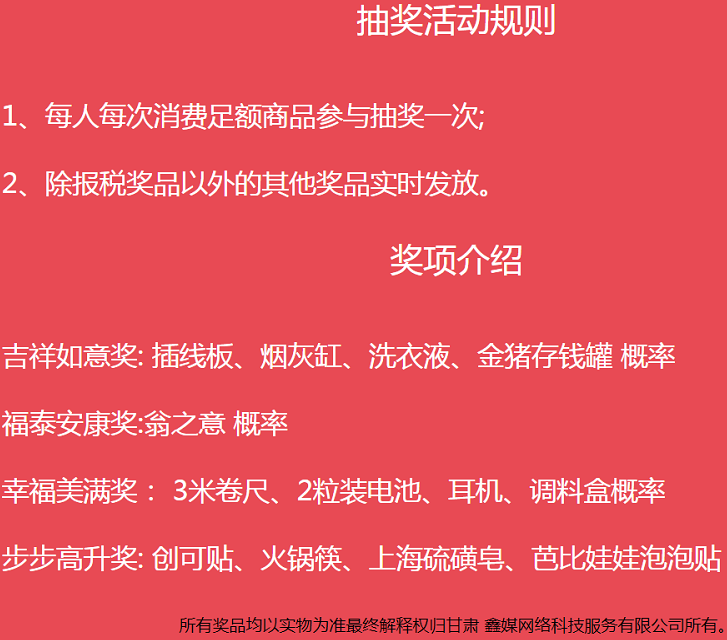 抽奖活动规则
1、每人每次消费足额商品参与抽奖一次;
2、除报税奖品以外的其他奖品实时发放。
奖项介绍
吉祥如意奖: 插线板、烟灰缸、洗衣液、金猪存钱罐 概率
福泰安康奖:翁之意 概率
幸福美满奖： 3米卷尺、2粒装电池、耳机、调料盒概率
步步高升奖: 创可贴、火锅筷、上海硫磺皂、芭比娃娃泡泡贴
所有奖品均以实物为准最终解释权归甘肃 鑫媒网络科技服务有限公司所有。